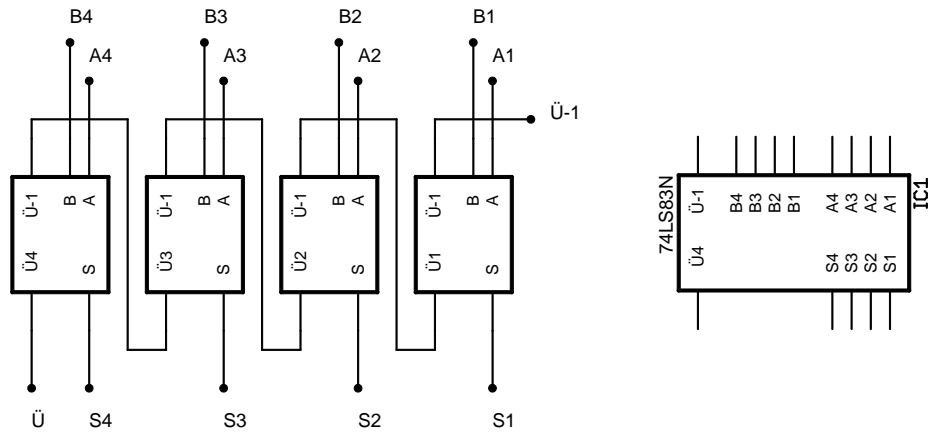 B4 B3 B2 B1
A4 A3 A2 A1
Ü-1
Ü-1 B A Ü-1 B A Ü-1 B A Ü-1 B A
Ü4 S Ü3 S Ü2 S Ü1 S
Ü S4 S3 S2 S1
74LS83N
IC1
Ü-1 B4 B3 B2 B1 A4 A3 A2 A1
Ü4 S4 S3 S2 S1